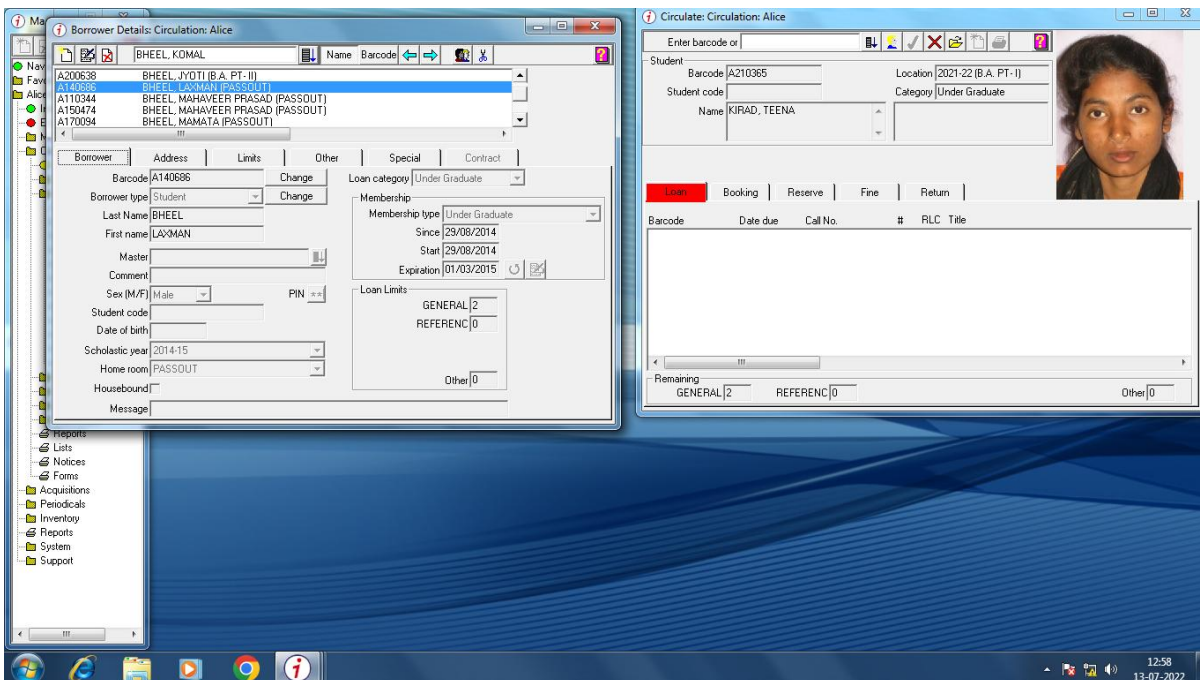 Ma
Borrower Details: Circulation: Alice
BHEEL, KOMAL Name Barcode
A200638 BHEEL, JYOTI (B.A. PT- II)
A140686 BHEEL, LAXMAN (PASSOUT)
A110344 BHEEL, MAHAVEER PRASAD (PASSOUT)
A150474 BHEEL, MAHAVEER PRASAD (PASSOUT)
A170094 BHEEL, MAMATA (PASSOUT)
Borrower Address Limits Other Special Contract
Barcode A140686 Change Loan category Under Graduate
Borrower type Student Change Membership
Last Name BHEEL Membership type Under Graduate
First name LAXMAN Since 29/08/2014
Start 29/08/2014
Master Expiration 01/03/2015
Comment
Sex (M/F) Male PIN ** Loan Limits
Student code GENERAL 2
Date of birth REFERENC 0
Scholastic year 2014-15
Home room PASSOUT
Housebound Other 0
Message
Nav
Fav
Alice
Reports
Lists
Notices
Forms
Acquisitions
Periodicals
Inventory
Reports
System
Support
Circulate: Circulation: Alice
Enter barcode or
Student
Barcode A210365 Location 2021-22 (B.A. PT- I)
Student code Category Under Graduate
Name KIRAD, TEENA
Loan Booking Reserve Fine Return
Barcode Date due Call No. # RLC Title
Remaining
GENERAL 2 REFERENC 0 Other 0
12:58
13-07-2022